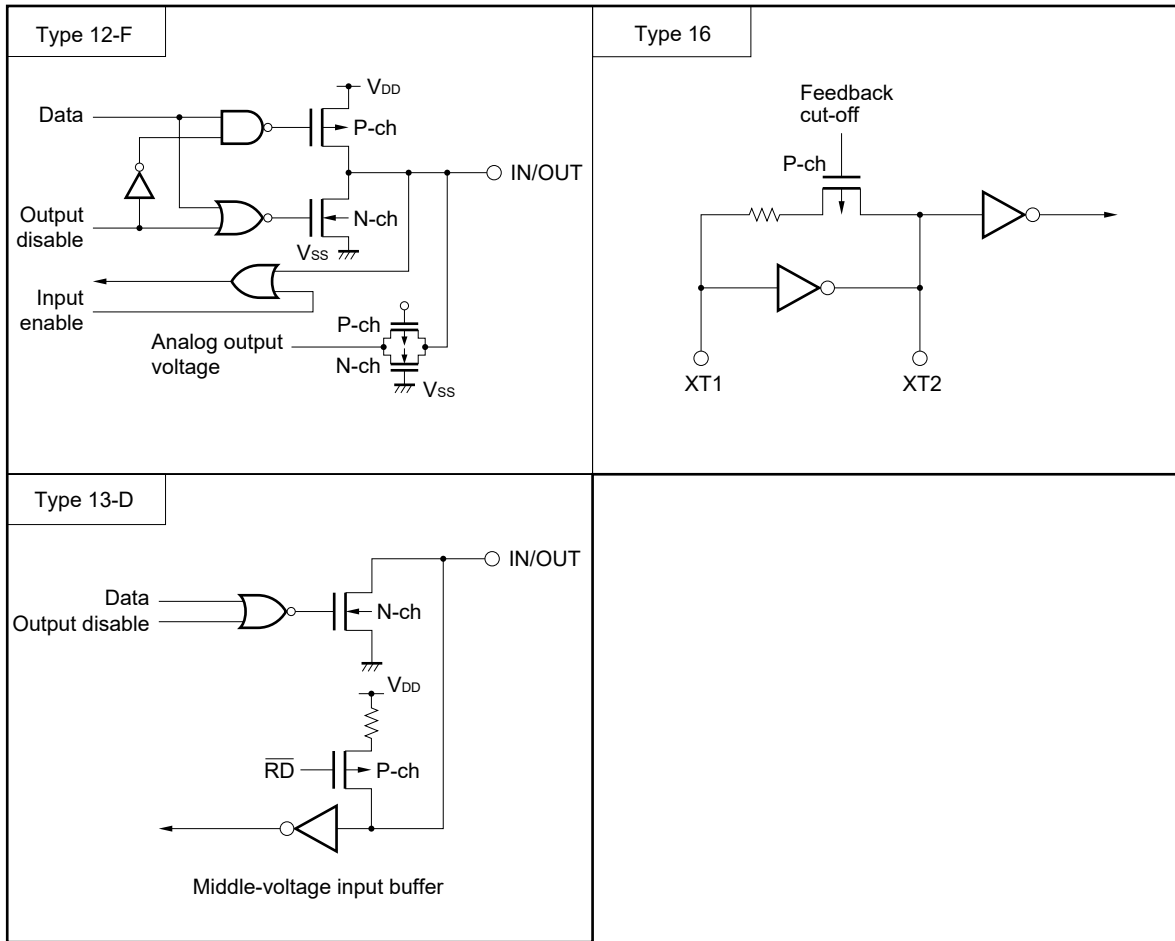 Type 12-F
VDD
Data
P-ch
IN/OUT
Output
disable
N-ch
VSS
Input
enable
P-ch
Analog output
voltage
N-ch
VSS
Type 16
Feedback
cut-off
P-ch
XT1
XT2
Type 13-D
IN/OUT
Data
Output disable
N-ch
VDD
R̅D̅
P-ch
Middle-voltage input buffer